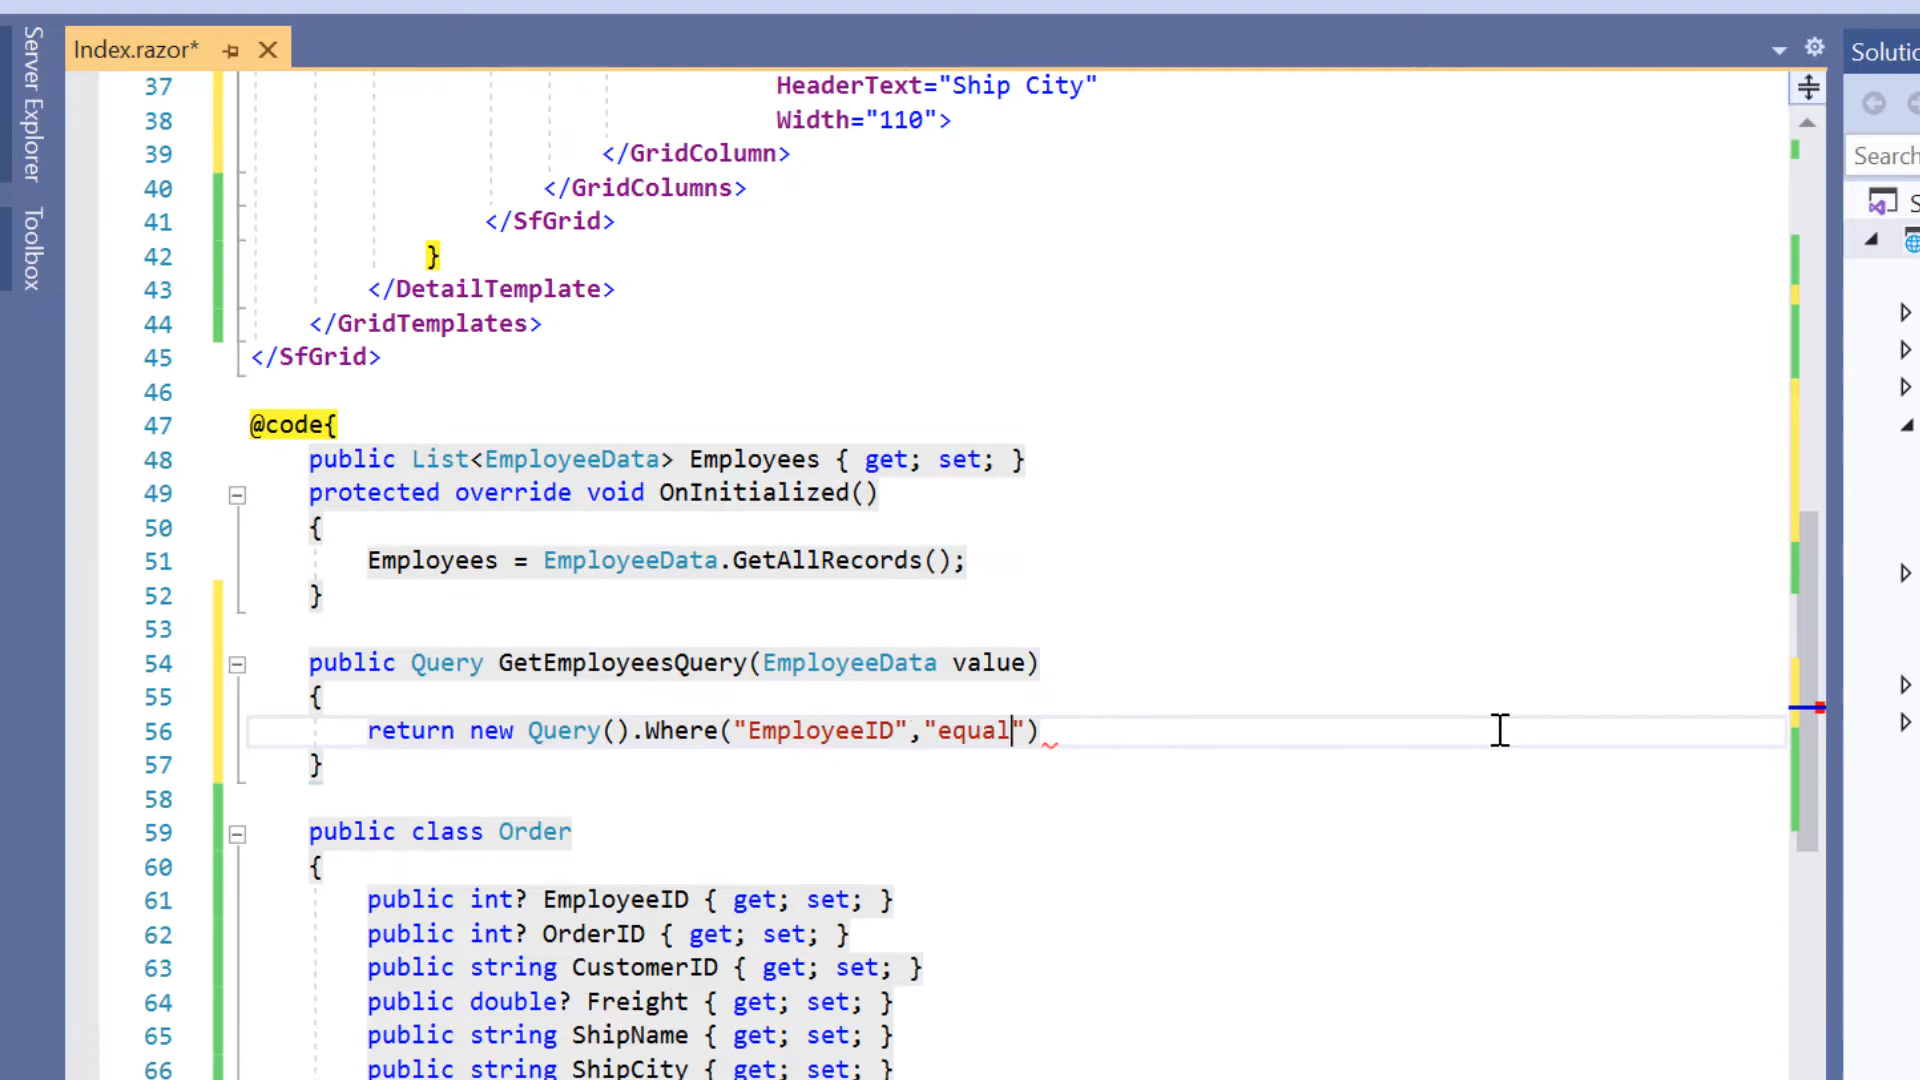 Server Explorer
Toolbox
Index.razor*
Solutio
Search
S
37 HeaderText="Ship City"
38 Width="110">
39 </GridColumn>
40 </GridColumns>
41 </SfGrid>
42 }
43 </DetailTemplate>
44 </GridTemplates>
45 </SfGrid>
46
47 @code{
48 public List<EmployeeData> Employees { get; set; }
49 protected override void OnInitialized()
50 {
51 Employees = EmployeeData.GetAllRecords();
52 }
53
54 public Query GetEmployeesQuery(EmployeeData value)
55 {
56 return new Query().Where("EmployeeID","equal")
57 }
58
59 public class Order
60 {
61 public int? EmployeeID { get; set; }
62 public int? OrderID { get; set; }
63 public string CustomerID { get; set; }
64 public double? Freight { get; set; }
65 public string ShipName { get; set; }
66 public string ShipCity { get; set; }